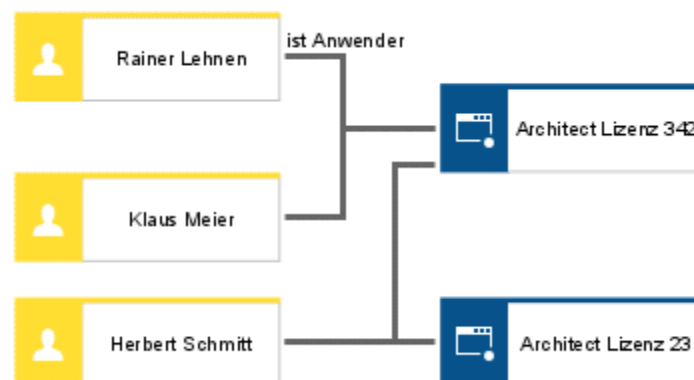 Rainer Lehnen
ist Anwender
Architect Lizenz 342
Klaus Meier
Herbert Schmitt
Architect Lizenz 23